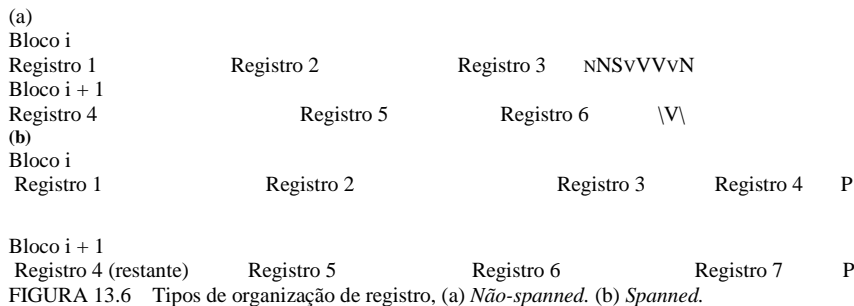 (a)
Bloco i
Registro 1 Registro 2 Registro 3 NNSVVVVN
Bloco i + 1
Registro 4 Registro 5 Registro 6 \V\
(b)
Bloco i
Registro 1 Registro 2 Registro 3 Registro 4 P
Bloco i + 1
Registro 4 (restante) Registro 5 Registro 6 Registro 7 P
FIGURA 13.6 Tipos de organização de registro, (a) Não-spanned. (b) Spanned.